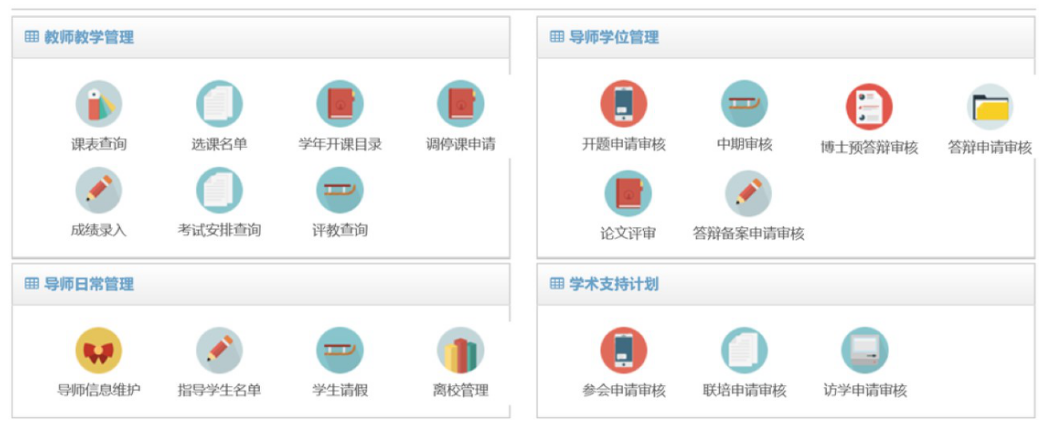 教师教学管理
课表查询
选课名单
学年开课目录
调停课申请
成绩录入
考试安排查询
评教查询
导师学位管理
开题申请审核
中期审核
博士预答辩审核
答辩申请审核
论文评审
答辩备案申请审核
导师日常管理
导师信息维护
指导学生名单
学生请假
离校管理
学术支持计划
参会申请审核
联培申请审核
访学申请审核